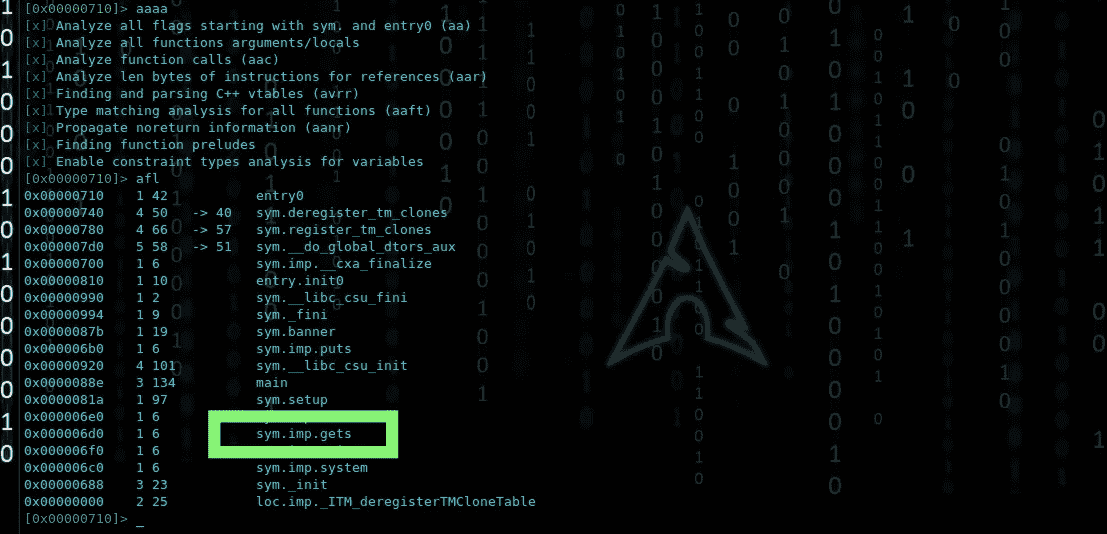 [0x00000710]> aaaa
[x] Analyze all flags starting with sym. and entry0 (aa)
[x] Analyze all functions arguments/locals
[x] Analyze function calls (aac)
[x] Analyze len bytes of instructions for references (aar)
[x] Finding and parsing C++ vtables (avrr)
[x] Type matching analysis for all functions (aaft)
[x] Propagate noreturn information (aanr)
[x] Finding function preludes
[x] Enable constraint types analysis for variables
[0x00000710]> afl
0x00000710 1 42 entry0
0x00000740 4 50 -> 40 sym.deregister_tm_clones
0x00000780 4 66 -> 57 sym.register_tm_clones
0x000007d0 5 58 -> 51 sym.__do_global_dtors_aux
0x00000700 1 6 sym.imp.__cxa_finalize
0x00000810 1 10 entry.init0
0x00000990 1 2 sym.__libc_csu_fini
0x00000994 1 9 sym._fini
0x0000087b 1 19 sym.banner
0x000006b0 1 6 sym.imp.puts
0x00000920 4 101 sym.__libc_csu_init
0x0000088e 3 134 main
0x0000081a 1 97 sym.setup
0x000006e0 1 6
0x000006d0 1 6 sym.imp.gets
0x000006f0 1 6
0x000006c0 1 6 sym.imp.system
0x00000688 3 23 sym._init
0x00000000 2 25 loc.imp._ITM_deregisterTMCloneTable
[0x00000710]> _